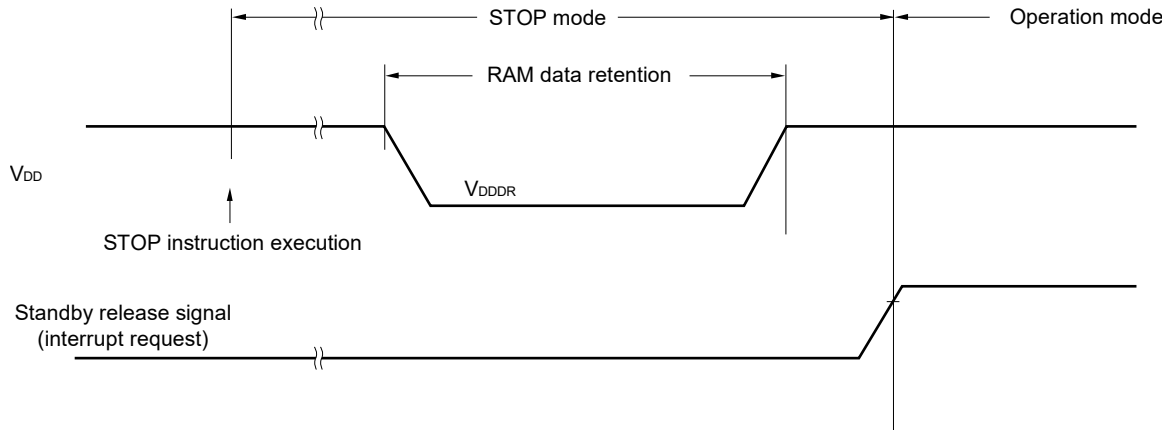 STOP mode
Operation mode
RAM data retention
VDD
VDDDR
STOP instruction execution
Standby release signal
(interrupt request)